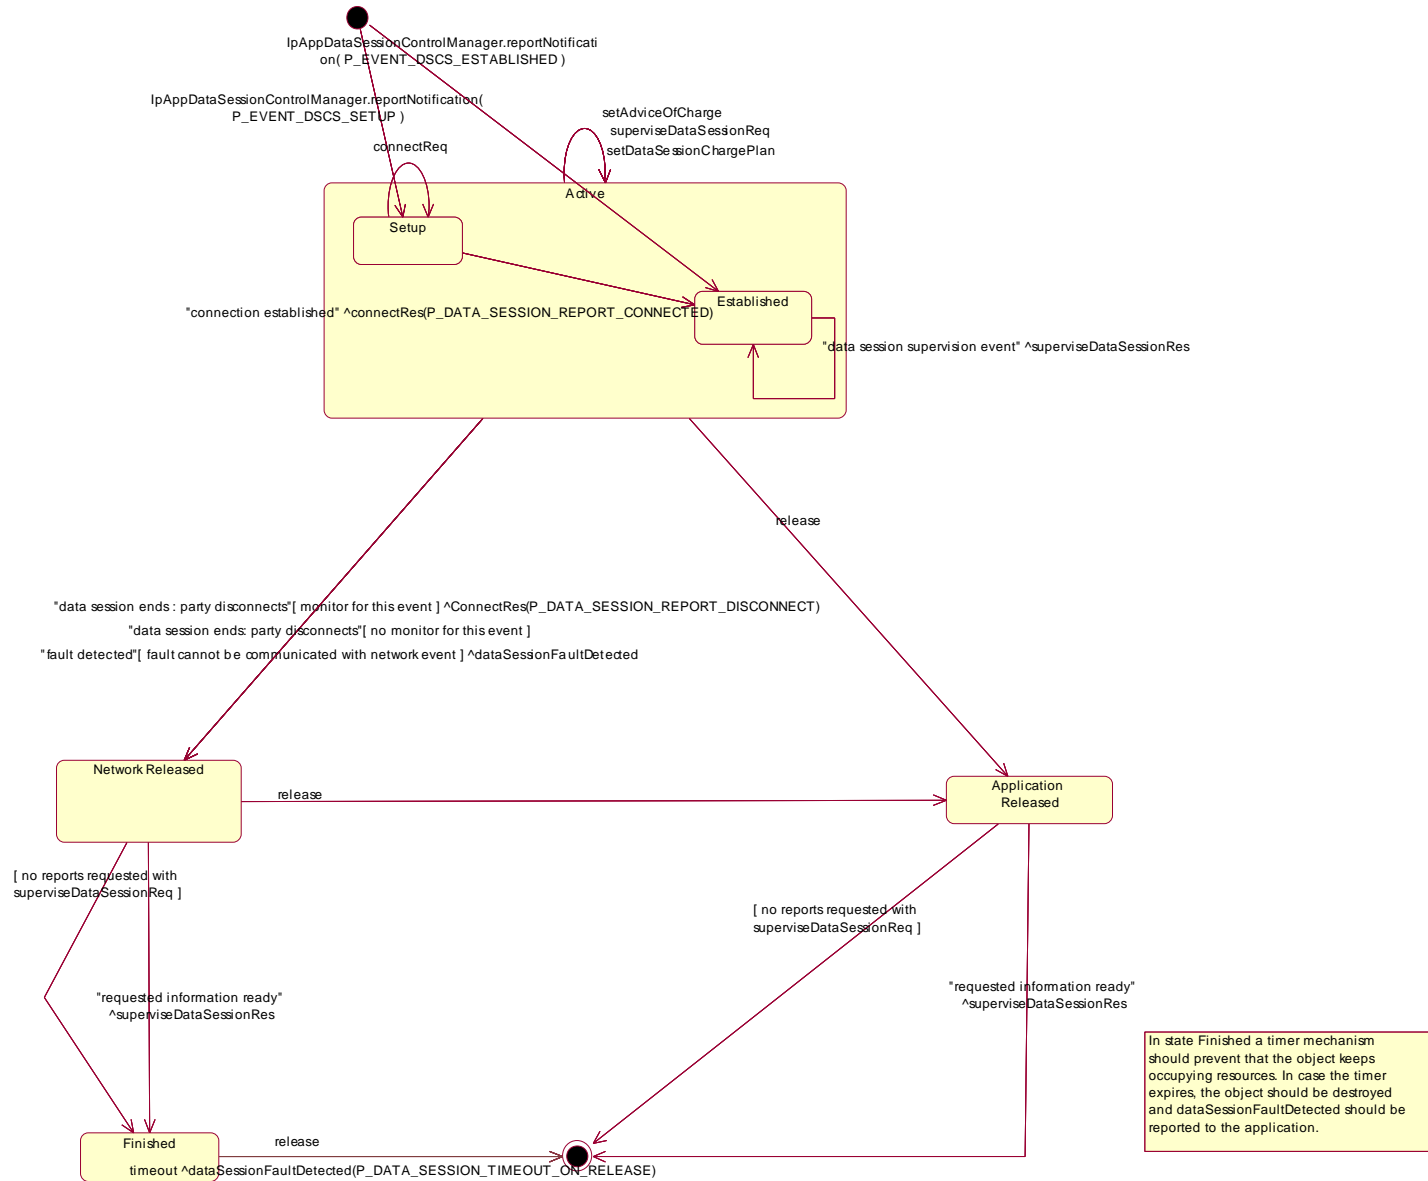 IpAppDataSessionControlManager.reportNotificati
on( P_EVENT_DSCS_ESTABLISHED )
IpAppDataSessionControlManager.reportNotification(
P_EVENT_DSCS_SETUP )
setAdviceOfCharge
superviseDataSessionReq
setDataSessionChargePlan
connectReq
Active
Setup
Established
"connection established" ^connectRes(P_DATA_SESSION_REPORT_CONNECTED)
"data session supervision event" ^superviseDataSessionRes
release
"data session ends : party disconnects"[ monitor for this event ] ^ConnectRes(P_DATA_SESSION_REPORT_DISCONNECT)
"data session ends: party disconnects"[ no monitor for this event ]
"fault detected"[ fault cannot be communicated with network event ] ^dataSessionFaultDetected
Network Released
release
Application
Released
[ no reports requested with
superviseDataSessionReq ]
[ no reports requested with
superviseDataSessionReq ]
"requested information ready"
^superviseDataSessionRes
"requested information ready"
^superviseDataSessionRes
In state Finished a timer mechanism
should prevent that the object keeps
occupying resources. In case the timer
expires, the object should be destroyed
and dataSessionFaultDetected should be
reported to the application.
Finished
release
timeout ^dataSessionFaultDetected(P_DATA_SESSION_TIMEOUT_ON_RELEASE)